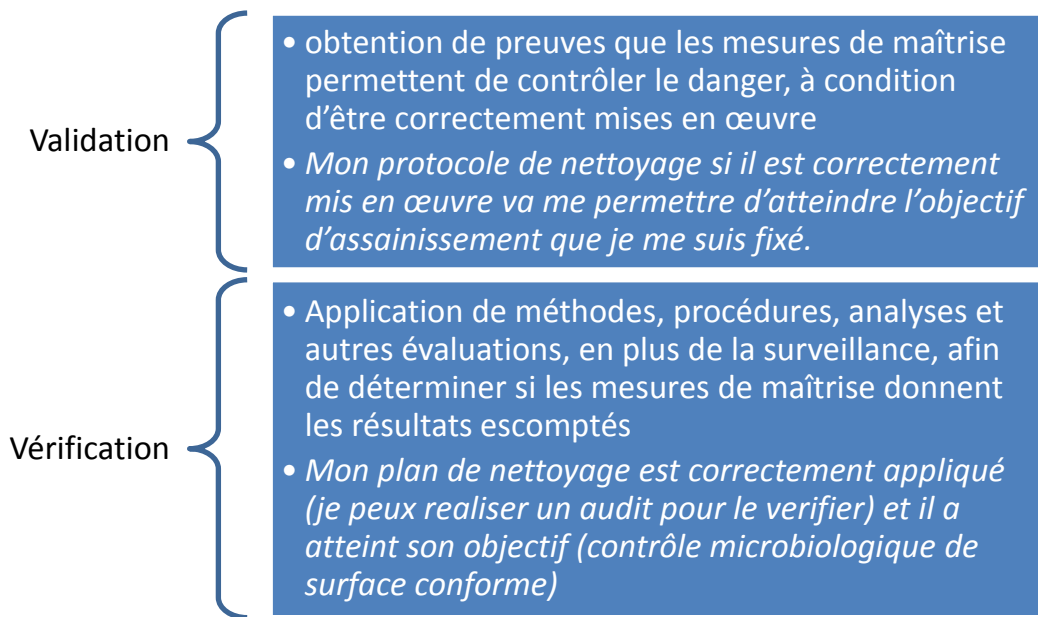 Validation
• obtention de preuves que les mesures de maîtrise
permettent de contrôler le danger, à condition
d’être correctement mises en œuvre
• Mon protocole de nettoyage si il est correctement
mis en œuvre va me permettre d’atteindre l’objectif
d’assainissement que je me suis fixé.
Vérification
• Application de méthodes, procédures, analyses et
autres évaluations, en plus de la surveillance, afin
de déterminer si les mesures de maîtrise donnent
les résultats escomptés
• Mon plan de nettoyage est correctement appliqué
(je peux realiser un audit pour le verifier) et il a
atteint son objectif (contrôle microbiologique de
surface conforme)